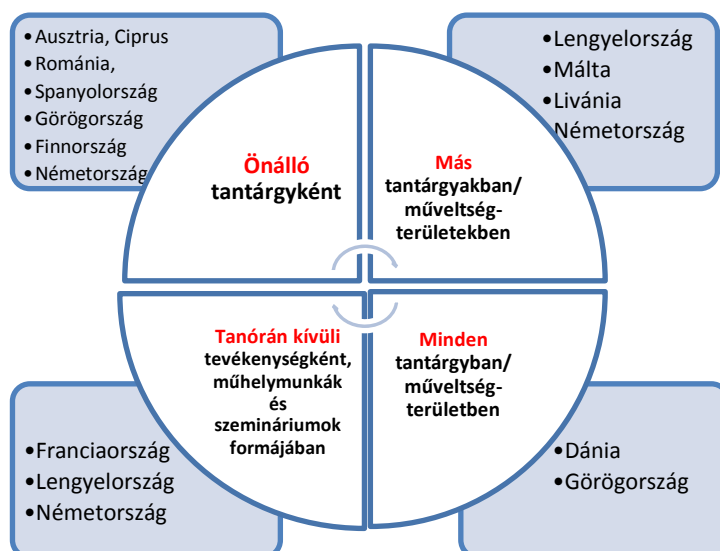 •Ausztria, Ciprus
•Románia,
Spanyolország
•Görögország
•Finnország
•Németország
•Lengyelország
•Málta
•Livánia
Németország
Önálló
tantárgyként
Más
tantárgyakban/
műveltség-
területekben
Tanórán kívüli
tevékenységként,
műhelymunkák
és
szemináriumok
formájában
Minden
tantárgyban/
műveltség-
területben
•Franciaország
•Lengyelország
•Németország
•Dánia
•Görögország